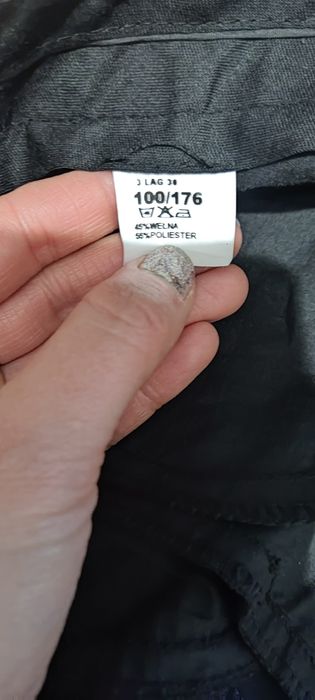 3 LAG 38
100/176
45%WEŁNA
55%POLIESTER